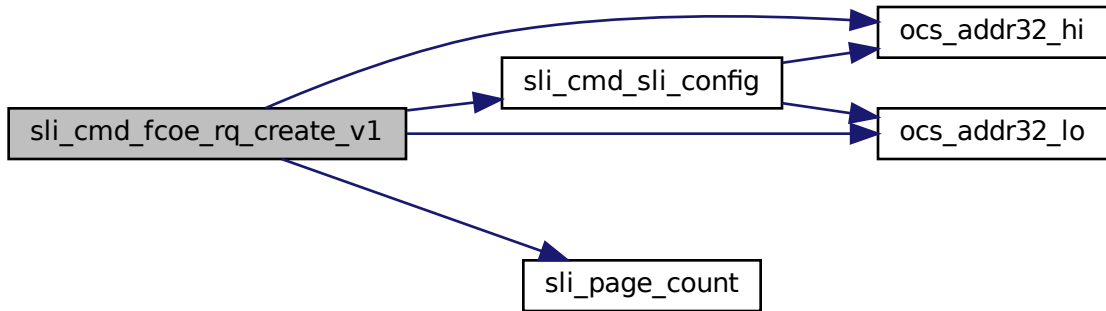 sli_cmd_fcoe_rq_create_v1
sli_cmd_sli_config
ocs_addr32_hi
ocs_addr32_lo
sli_page_count